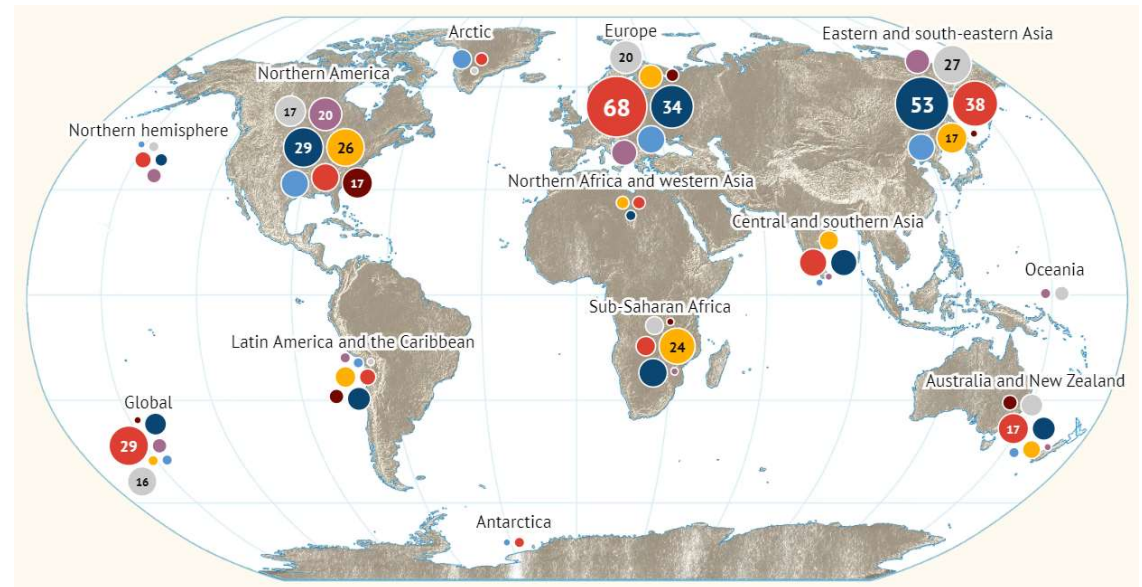 Arctic
Europe
Eastern and south-eastern Asia
20
27
Northern America
17
20
68
34
53
38
Northern hemisphere
29
26
17
17
Northern Africa and western Asia
Central and southern Asia
Oceania
Sub-Saharan Africa
24
Latin America and the Caribbean
Australia and New Zealand
Global
17
29
16
Antarctica